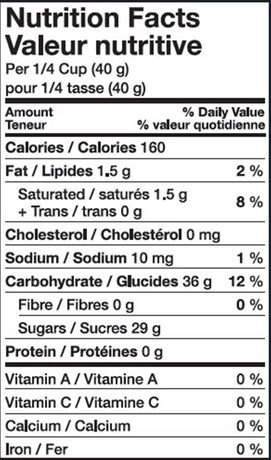 Nutrition Facts
Valeur nutritive
Per 1/4 Cup (40 g)
pour 1/4 tasse (40 g)
Amount % Daily Value
Teneur % valeur quotidienne
Calories / Calories 160
Fat / Lipides 1.5 g 2 %
Saturated / saturés 1.5 g
+ Trans / trans 0 g 8 %
Cholesterol / Cholestérol 0 mg
Sodium / Sodium 10 mg 1 %
Carbohydrate / Glucides 36 g 12 %
Fibre / Fibres 0 g 0 %
Sugars / Sucres 29 g
Protein / Protéines 0 g
Vitamin A / Vitamine A 0 %
Vitamin C / Vitamine C 0 %
Calcium / Calcium 0 %
Iron / Fer 0 %